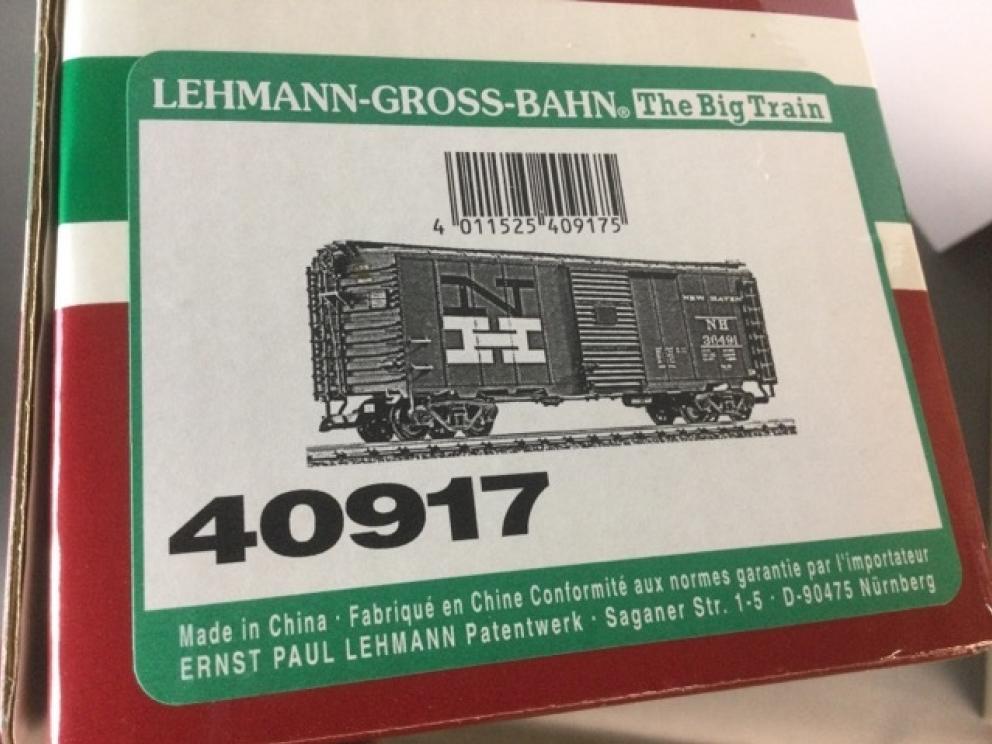 LEHMANN-GROSS-BAHN® The Big Train
4 011525 409175
NH
NEW HAVEN
NH
36491
40917
Made in China · Fabriqué en Chine Conformité aux normes garantie par l'importateur
ERNST PAUL LEHMANN Patentwerk · Saganer Str. 1-5 · D-90475 Nürnberg